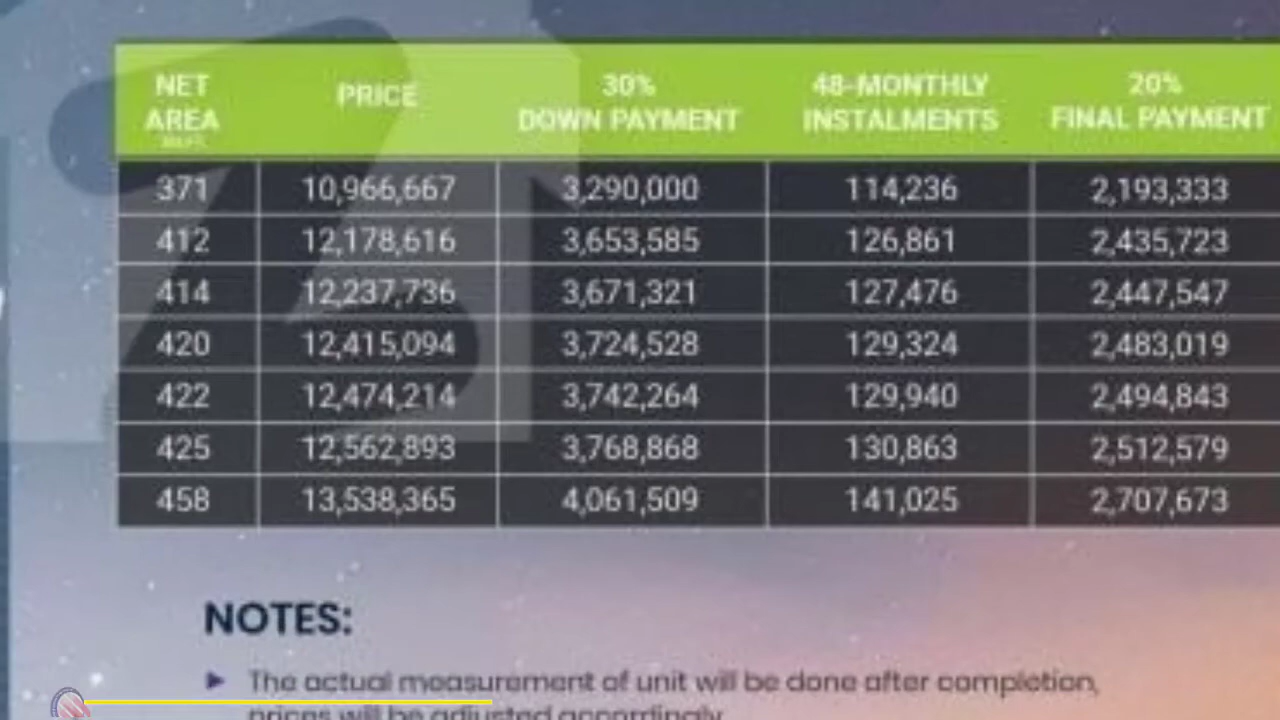 NET AREA PRICE 30% DOWN PAYMENT 48-MONTHLY INSTALMENTS 20% FINAL PAYMENT
371 10,966,667 3,290,000 114,236 2,193,333
412 12,178,616 3,653,585 126,861 2,435,723
414 12,237,736 3,671,321 127,476 2,447,547
420 12,415,094 3,724,528 129,324 2,483,019
422 12,474,214 3,742,264 129,940 2,494,843
425 12,562,893 3,768,868 130,863 2,512,579
458 13,538,365 4,061,509 141,025 2,707,673
NOTES:
The actual measurement of unit will be done after completion,
prices will be adjusted accordingly